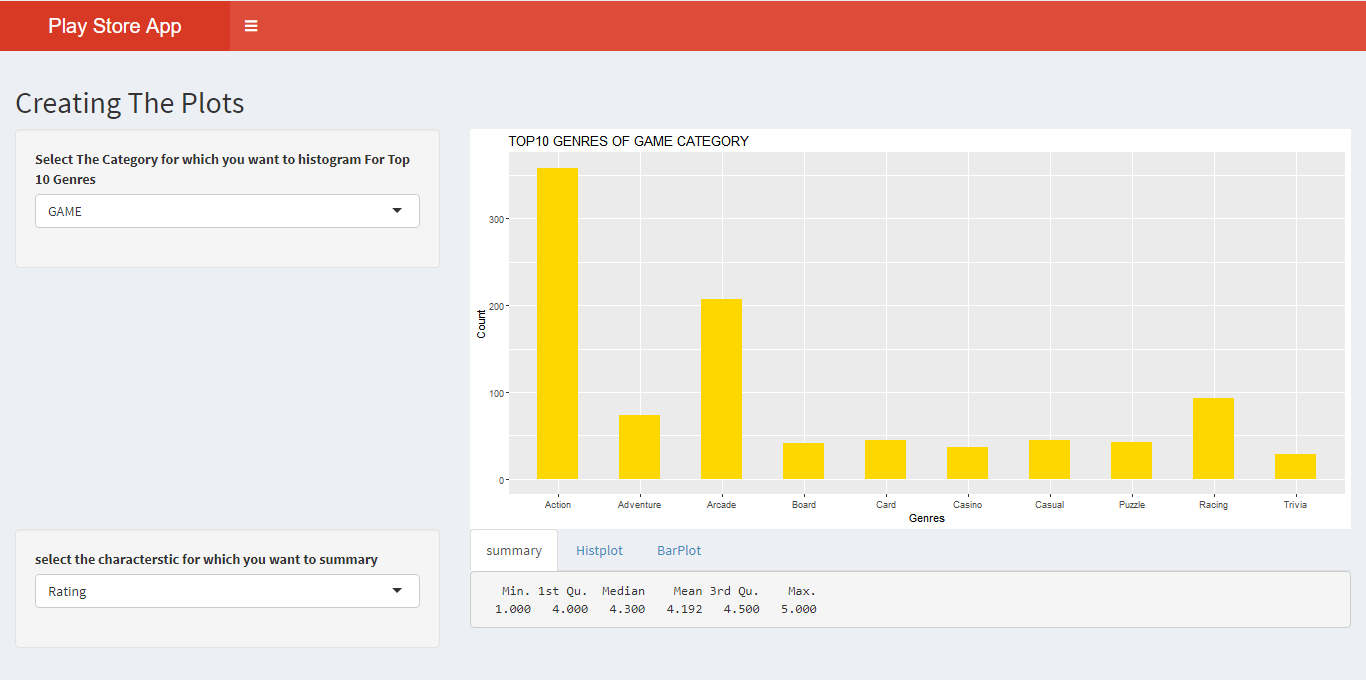 Play Store App
Creating The Plots
Select The Category for which you want to histogram For Top
10 Genres
GAME
TOP10 GENRES OF GAME CATEGORY
Count
300
200
100
0
Action Adventure Arcade Board Card Casino Casual Puzzle Racing Trivia
Genres
select the characterstic for which you want to summary
Rating
summary Histplot BarPlot
Min. 1st Qu. Median Mean 3rd Qu. Max.
1.000 4.000 4.300 4.192 4.500 5.000